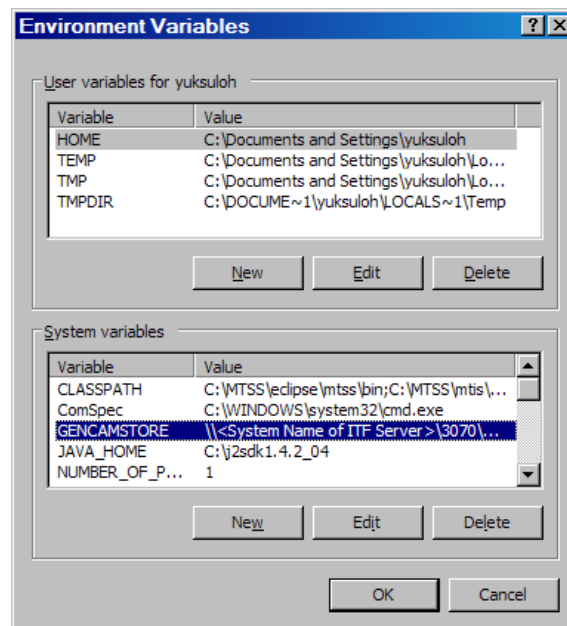 Environment Variables
User variables for yuksuloh
Variable Value
HOME C:\Documents and Settings\yuksuloh
TEMP C:\Documents and Settings\yuksuloh\Lo...
TMP C:\Documents and Settings\yuksuloh\Lo...
TMPDIR C:\DOCUME~1\yuksuloh\LOCALS~1\Temp
New Edit Delete
System variables
Variable Value
CLASSPATH C:\MTSS\eclipse\mtss\bin;C:\MTSS\mtis\...
ComSpec C:\WINDOWS\system32\cmd.exe
GENCAMSTORE \\<System Name of ITF Server>\3070\...
JAVA_HOME C:\j2sdk1.4.2_04
NUMBER_OF_P... 1
New Edit Delete
OK Cancel